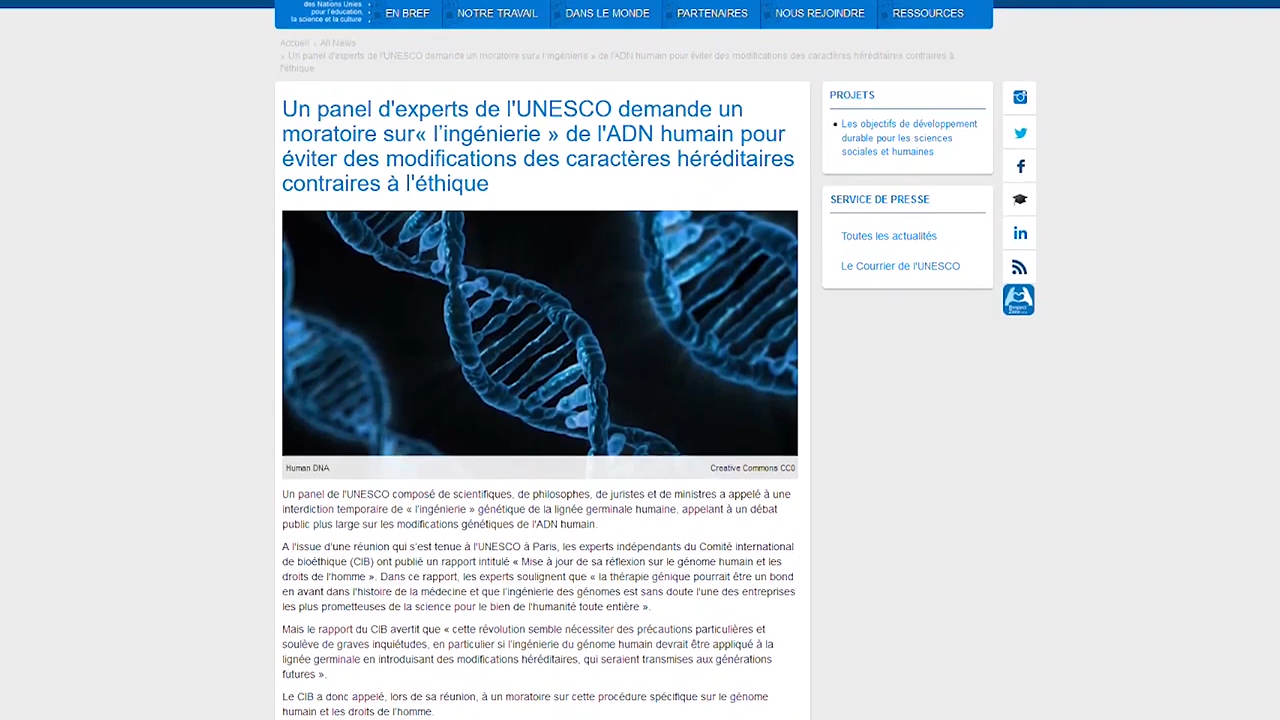 des Nations Unies
pour l'éducation,
la science et la culture
EN BREF
NOTRE TRAVAIL
DANS LE MONDE
PARTENAIRES
NOUS REJOINDRE
RESSOURCES
Accueil › All News
› Un panel d'experts de l'UNESCO demande un moratoire sur« l'ingénierie » de l'ADN humain pour éviter des modifications des caractères héréditaires contraires à
l'éthique
Un panel d'experts de l'UNESCO demande un
moratoire sur« l’ingénierie » de l'ADN humain pour
éviter des modifications des caractères héréditaires
contraires à l'éthique
Human DNA
Creative Commons CC0
Un panel de l'UNESCO composé de scientifiques, de philosophes, de juristes et de ministres a appelé à une
interdiction temporaire de « l’ingénierie » génétique de la lignée germinale humaine, appelant à un débat
public plus large sur les modifications génétiques de l'ADN humain.
A l'issue d'une réunion qui s’est tenue à l'UNESCO à Paris, les experts indépendants du Comité international
de bioéthique (CIB) ont publié un rapport intitulé « Mise à jour de sa réflexion sur le génome humain et les
droits de l'homme ». Dans ce rapport, les experts soulignent que « la thérapie génique pourrait être un bond
en avant dans l'histoire de la médecine et que l’ingénierie des génomes est sans doute l'une des entreprises
les plus prometteuses de la science pour le bien de l'humanité toute entière ».
Mais le rapport du CIB avertit que « cette révolution semble nécessiter des précautions particulières et
soulève de graves inquiétudes, en particulier si l’ingénierie du génome humain devrait être appliqué à la
lignée germinale en introduisant des modifications héréditaires, qui seraient transmises aux générations
futures ».
Le CIB a donc appelé, lors de sa réunion, à un moratoire sur cette procédure spécifique sur le génome
humain et les droits de l’homme.
PROJETS
Les objectifs de développement
durable pour les sciences
sociales et humaines
SERVICE DE PRESSE
Toutes les actualités
Le Courrier de l'UNESCO